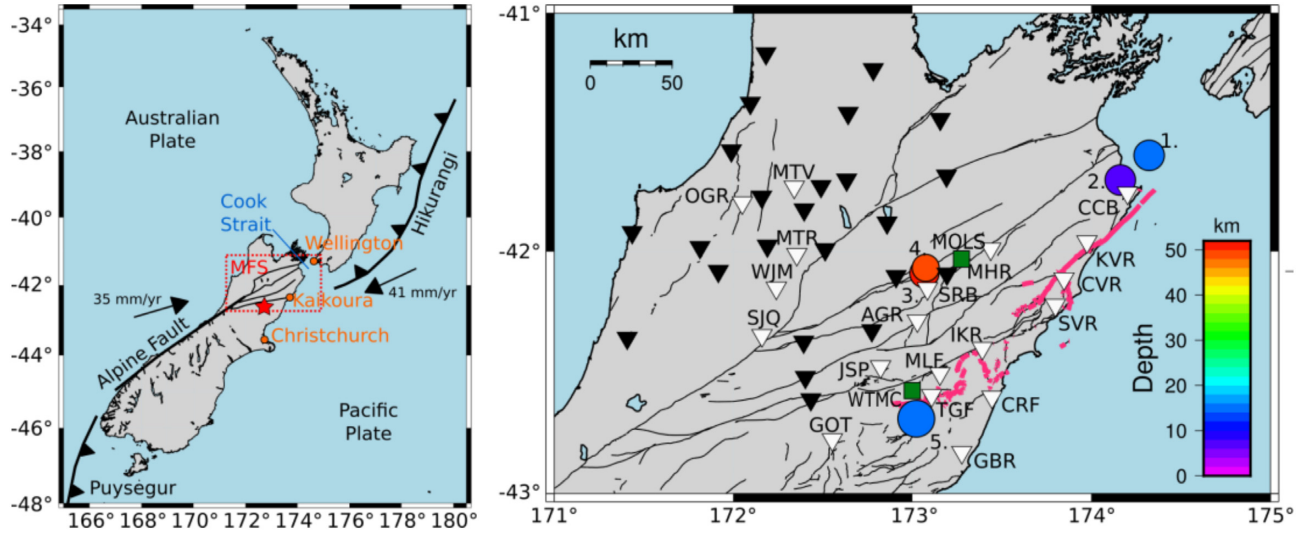 -34°
-36°
-38°
-40°
-42°
-44°
-46°
-48°
166°
168°
170°
172°
174°
176°
178°
180°
Australian
Plate
Hikurangi
Cook
Strait
Wellington
MFS
Kaikoura
35 mm/yr
41 mm/yr
Christchurch
Alpine Fault
Pacific
Plate
Puysegur
-41°
-42°
-43°
171°
172°
173°
174°
175°
km
0
50
1.
2.
CCB
MTV
OGR
MTR
WJM
SJQ
4.
MOLS
MHR
3.
SRB
AGR
KVR
CVR
SVR
IKR
JSP
MLF
WTMC
TGF
CRF
GOT
5.
GBR
km
50
40
30
20
10
0
Depth